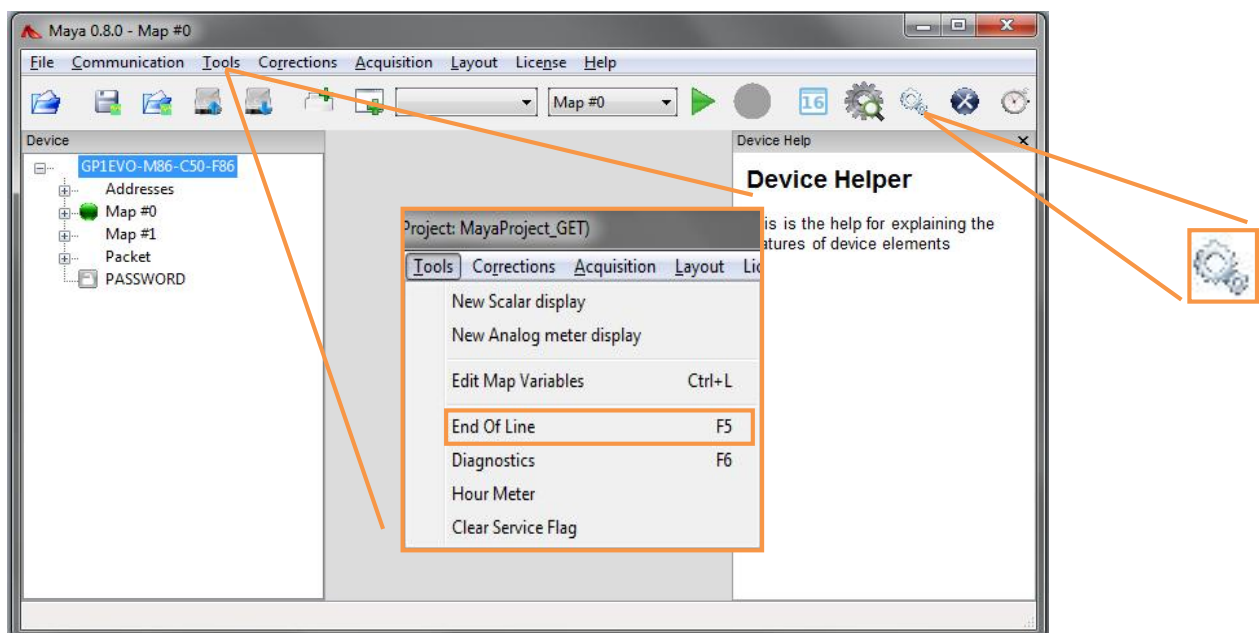 Maya 0.8.0 - Map #0
File Communication Tools Corrections Acquisition Layout License Help
Map #0
16
Device
GP1EVO-M86-C50-F86
Addresses
Map #0
Map #1
Packet
PASSWORD
Device Help
Device Helper
is is the help for explaining the
atures of device elements
Project: MayaProject_GET)
Tools Corrections Acquisition Layout Lic
New Scalar display
New Analog meter display
Edit Map Variables Ctrl+L
End Of Line F5
Diagnostics F6
Hour Meter
Clear Service Flag